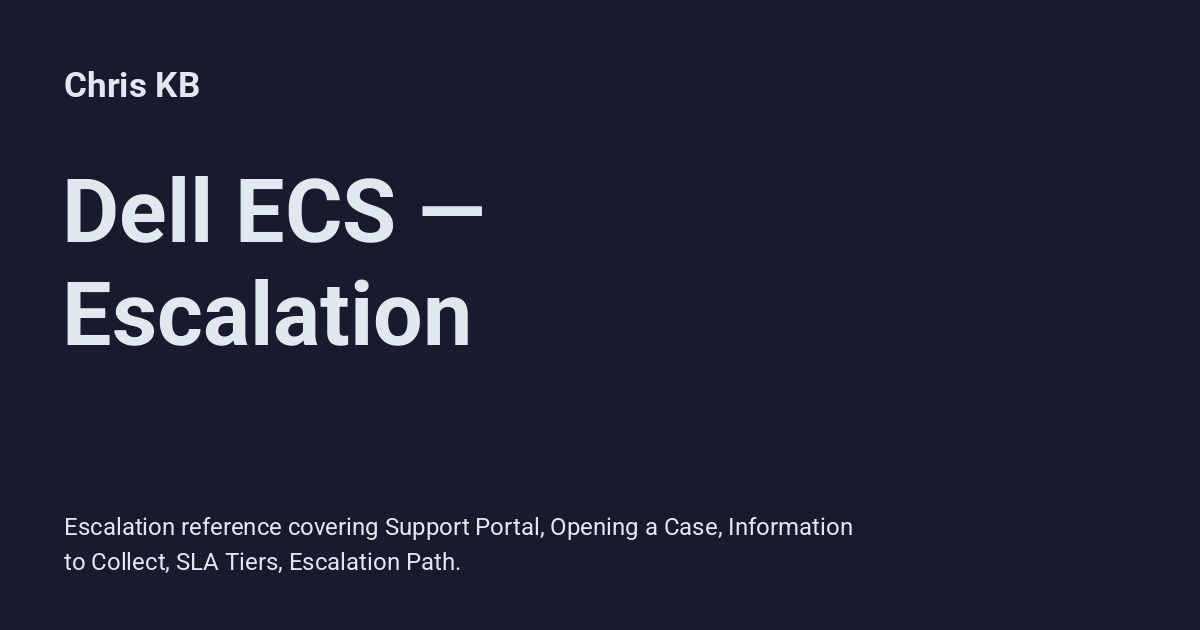 Chris KB
Dell ECS —
Escalation
Escalation reference covering Support Portal, Opening a Case, Information
to Collect, SLA Tiers, Escalation Path.